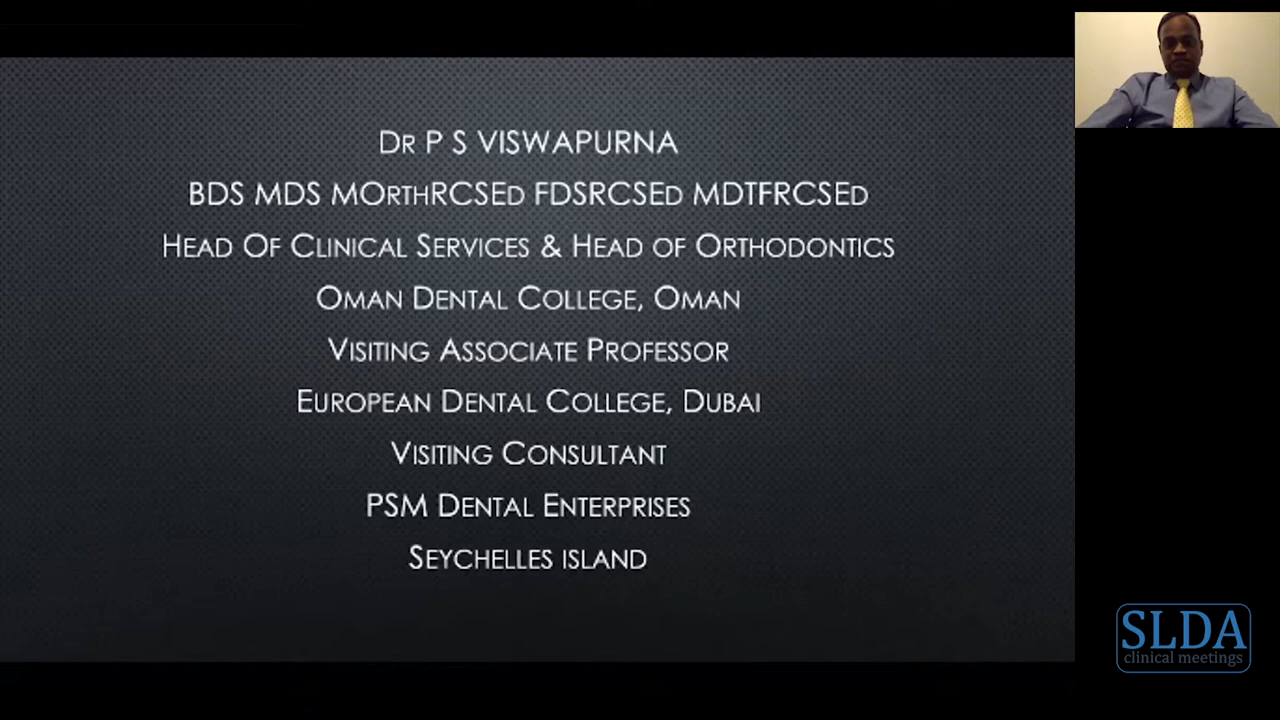 Dr P S VISWAPURNA
BDS MDS MOrthRCSEd FDSRCSEd MDTFRCSEd
Head Of Clinical Services & Head of Orthodontics
Oman Dental College, Oman
Visiting Associate Professor
European Dental College, Dubai
Visiting Consultant
PSM Dental Enterprises
Seychelles island
SLDA
clinical meetings